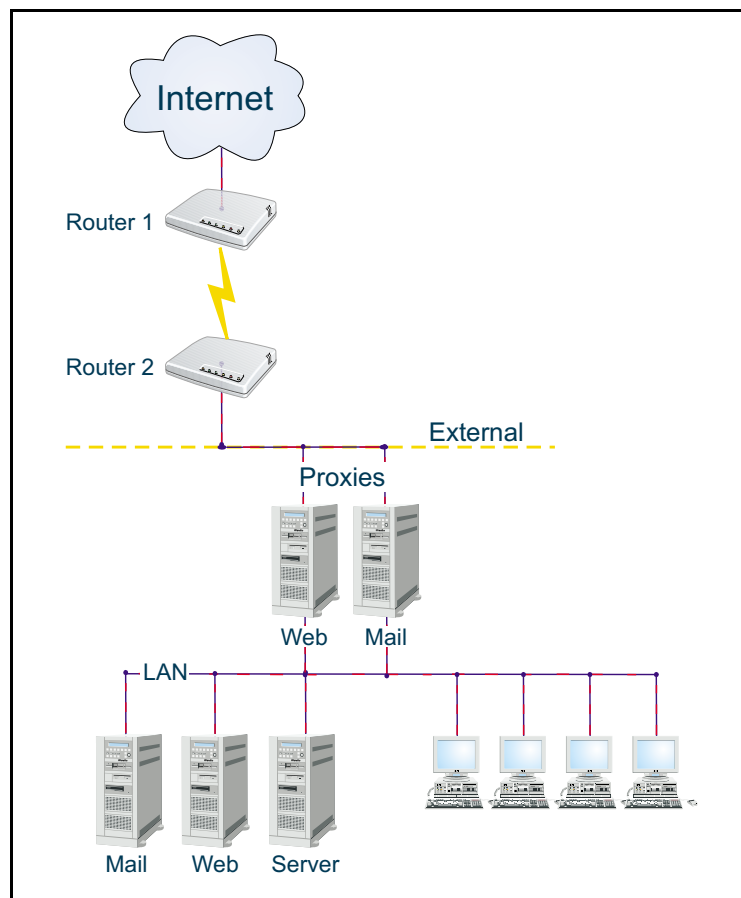 Internet
Router 1
Router 2
External
Proxies
Web
Mail
LAN
Mail
Web
Server